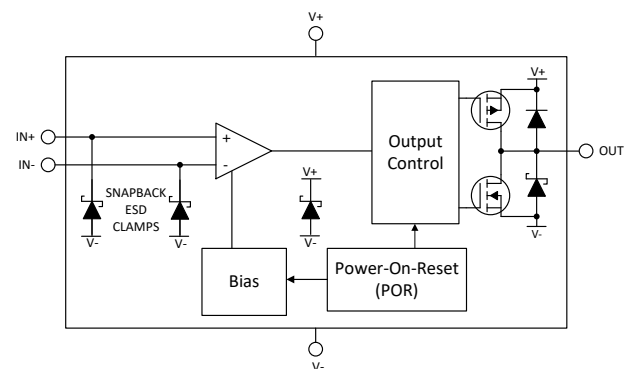 V+
V+
IN+
+
IN-
-
Output
Control
OUT
V+
SNAPBACK
ESD
CLAMPS
V-
V-
V-
V-
Bias
Power-On-Reset
(POR)
V-